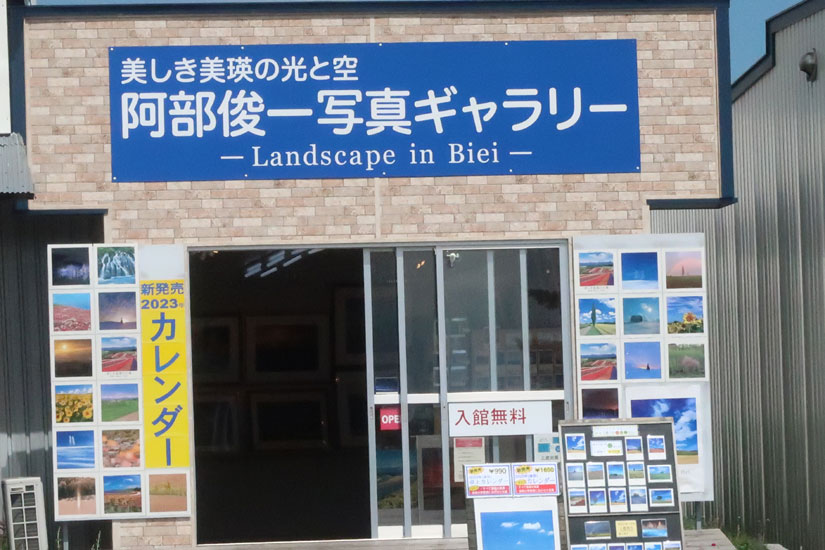 美しき美瑛の光と空
阿部俊一写真ギャラリー
— Landscape in Biei —
新発売
2023年
カレンダー
OPE
入館無料
¥990